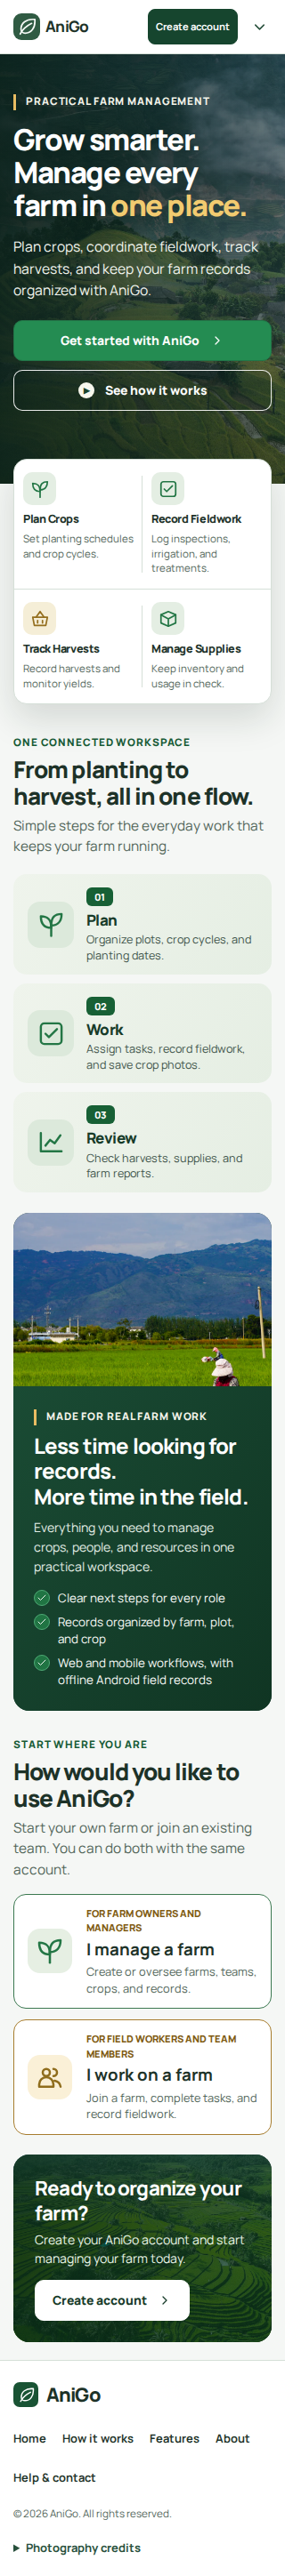 AniGo
Create account
PRACTICAL FARM MANAGEMENT
Grow smarter.
Manage every
farm in one place.
Plan crops, coordinate fieldwork, track
harvests, and keep your farm records
organized with AniGo.
Get started with AniGo
See how it works
Plan Crops
Set planting schedules
and crop cycles.
Record Fieldwork
Log inspections,
irrigation, and
treatments.
Track Harvests
Record harvests and
monitor yields.
Manage Supplies
Keep inventory and
usage in check.
ONE CONNECTED WORKSPACE
From planting to
harvest, all in one flow.
Simple steps for the everyday work that
keeps your farm running.
01
Plan
Organize plots, crop cycles, and
planting dates.
02
Work
Assign tasks, record fieldwork,
and save crop photos.
03
Review
Check harvests, supplies, and
farm reports.
MADE FOR REAL FARM WORK
Less time looking for
records.
More time in the field.
Everything you need to manage
crops, people, and resources in one
practical workspace.
Clear next steps for every role
Records organized by farm, plot,
and crop
Web and mobile workflows, with
offline Android field records
START WHERE YOU ARE
How would you like to
use AniGo?
Start your own farm or join an existing
team. You can do both with the same
account.
FOR FARM OWNERS AND
MANAGERS
I manage a farm
Create or oversee farms, teams,
crops, and records.
FOR FIELD WORKERS AND TEAM
MEMBERS
I work on a farm
Join a farm, complete tasks, and
record fieldwork.
Ready to organize your
farm?
Create your AniGo account and start
managing your farm today.
Create account
AniGo
Home How it works Features About
Help & contact
© 2026 AniGo. All rights reserved.
Photography credits